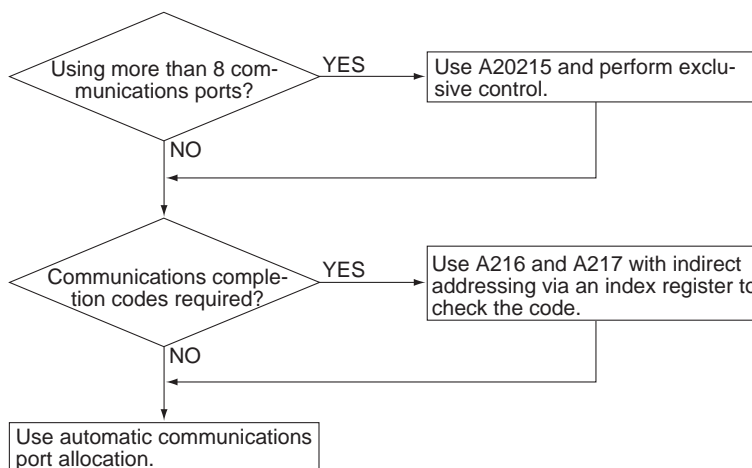 Using more than 8 com-
munications ports?
YES
Use A20215 and perform exclu-
sive control.
NO
Communications comple-
tion codes required?
YES
Use A216 and A217 with indirect
addressing via an index register to
check the code.
NO
Use automatic communications
port allocation.